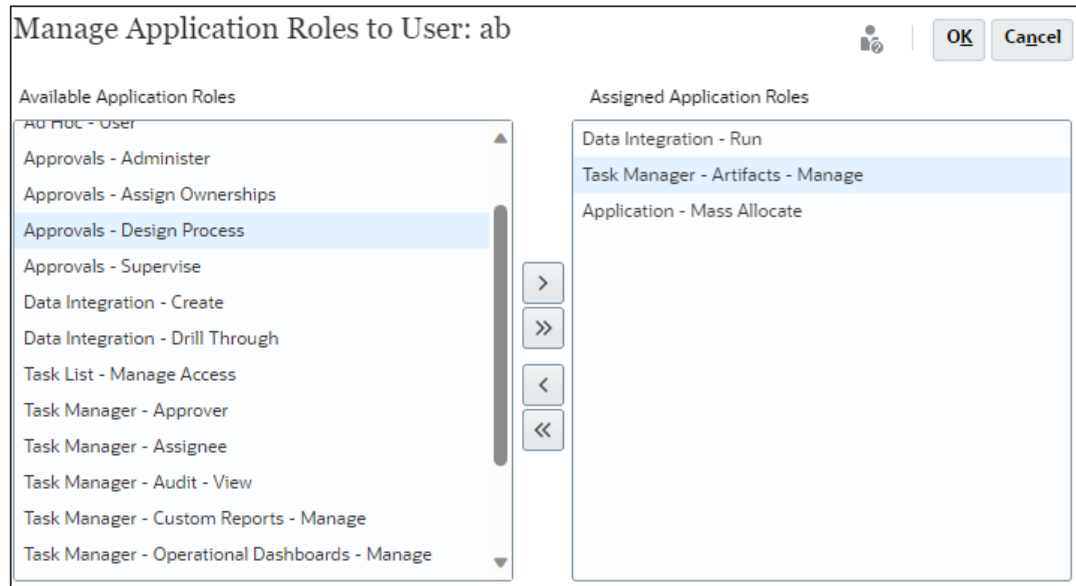 Manage Application Roles to User: ab
OK
Cancel
Available Application Roles
Ad Hoc - User
Approvals - Administer
Approvals - Assign Ownerships
Approvals - Design Process
Approvals - Supervise
Data Integration - Create
Data Integration - Drill Through
Task List - Manage Access
Task Manager - Approver
Task Manager - Assignee
Task Manager - Audit - View
Task Manager - Custom Reports - Manage
Task Manager - Operational Dashboards - Manage
Assigned Application Roles
Data Integration - Run
Task Manager - Artifacts - Manage
Application - Mass Allocate